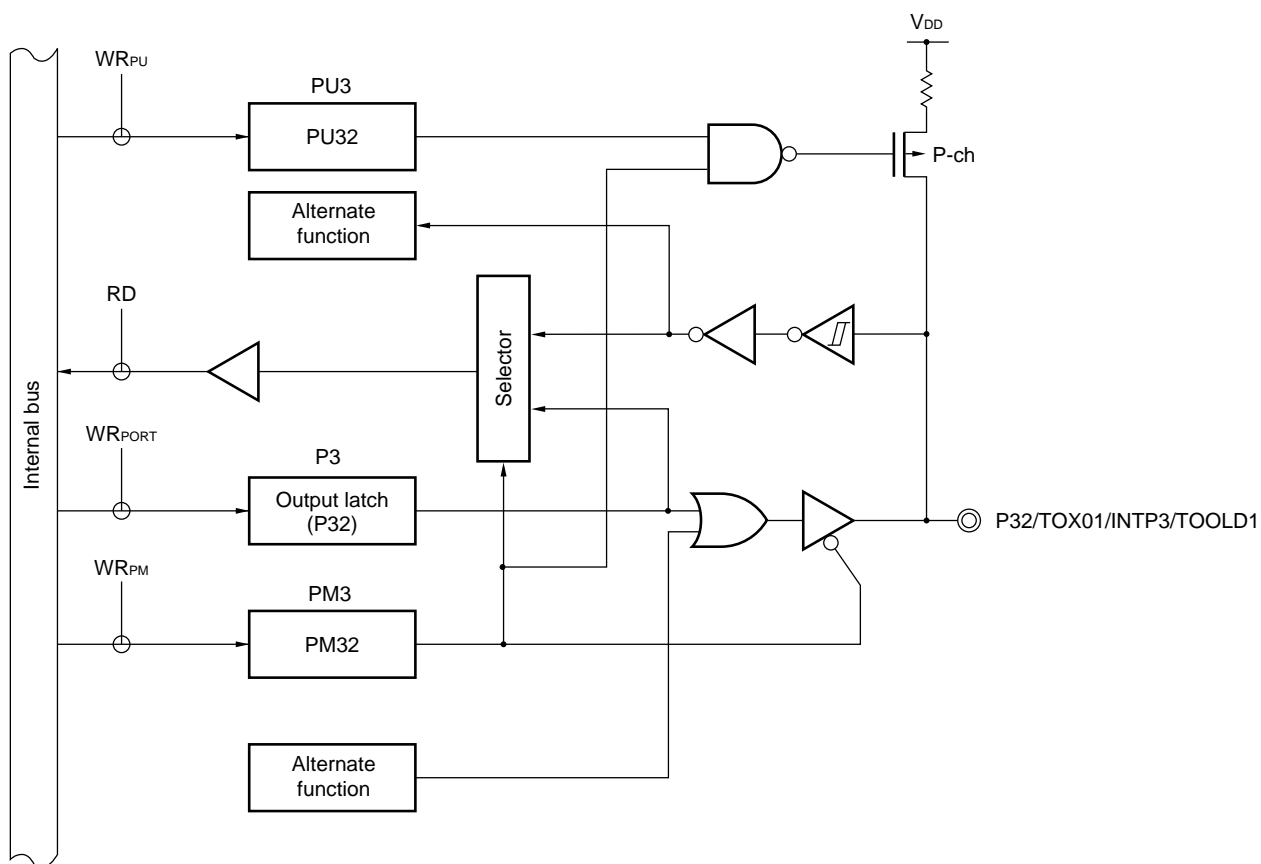 VDD
WRPU
PU3
PU32
P-ch
Alternate
function
RD
Selector
Internal bus
WRPORT
P3
Output latch
(P32)
P32/TOX01/INTP3/TOOLD1
WRPM
PM3
PM32
Alternate
function